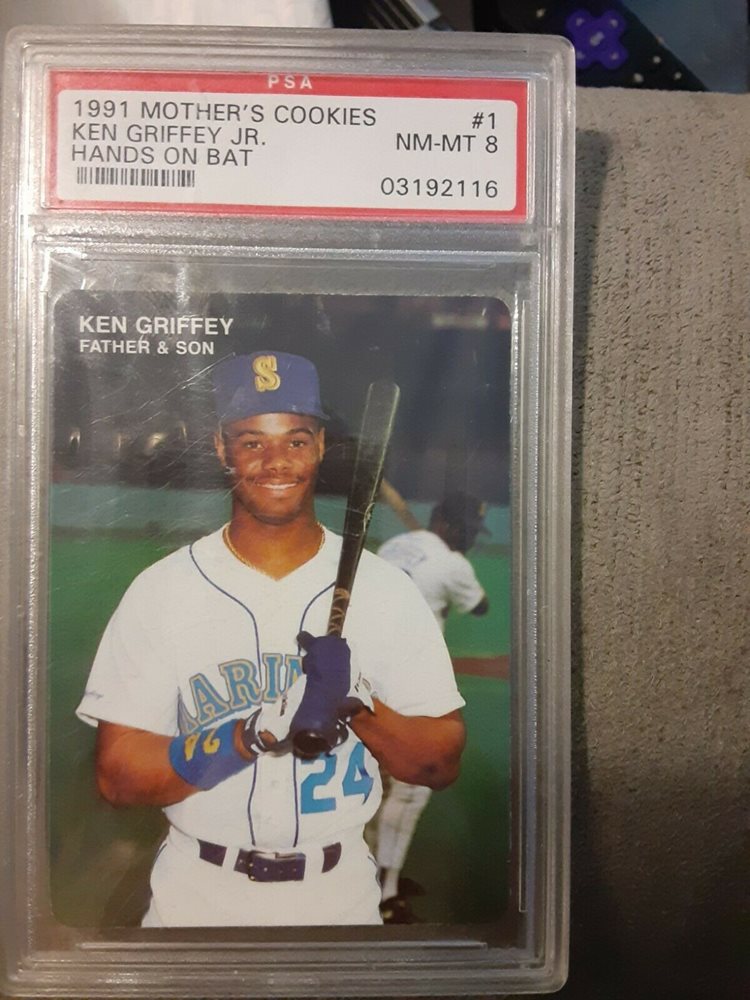 PSA
1991 MOTHER'S COOKIES #1
KEN GRIFFEY JR. NM-MT 8
HANDS ON BAT
03192116
KEN GRIFFEY
FATHER & SON
S
ARIN
24